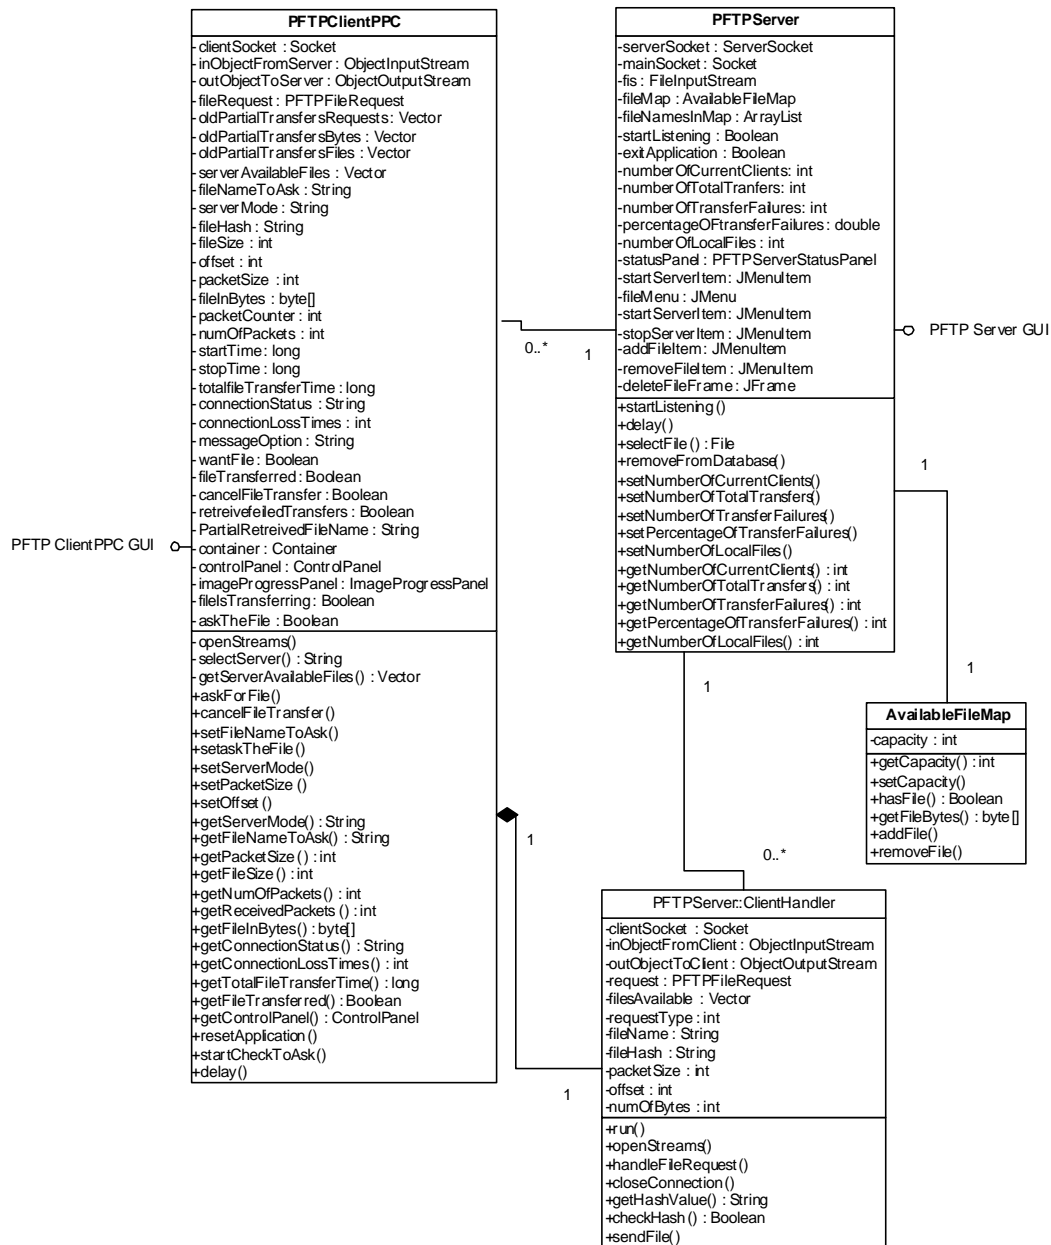 PFTPClientPPC
-clientSocket : Socket
-inObjectFromServer : ObjectInputStream
-outObjectToServer : ObjectOutputStream
-fileRequest : PFTPFileRequest
-oldPartialTransfersRequests : Vector
-oldPartialTransfersBytes : Vector
-oldPartialTransfersFiles : Vector
-serverAvailableFiles : Vector
-fileNameToAsk : String
-serverMode : String
-fileHash : String
-fileSize : int
-offset : int
-packetSize : int
-fileInBytes : byte[]
-packetCounter : int
-numOfPackets : int
-startTime : long
-stopTime : long
-totalfileTransferTime : long
-connectionStatus : String
-connectionLossTimes : int
-messageOption : String
-wantFile : Boolean
-fileTransferred : Boolean
-cancelFileTransfer : Boolean
-retreivefeiledTransfers : Boolean
-PartialRetreivedFileName : String
-container : Container
-controlPanel : ControlPanel
-imageProgressPanel : ImageProgressPanel
-fileIsTransferring : Boolean
-askTheFile : Boolean
-openStreams()
-selectServer() : String
-getServerAvailableFiles() : Vector
+askForFile()
+cancelFileTransfer()
+setFileNameToAsk()
+setaskTheFile()
+setServerMode()
+setPacketSize()
+setOffset()
+getServerMode() : String
+getFileNameToAsk() : String
+getPacketSize() : int
+getFileSize() : int
+getNumOfPackets() : int
+getReceivedPackets() : int
+getFileInBytes() : byte[]
+getConnectionStatus() : String
+getConnectionLossTimes() : int
+getTotalFileTransferTime() : long
+getFileTransferred() : Boolean
+getControlPanel() : ControlPanel
+resetApplication()
+startCheckToAsk()
+delay()
PFTP ClientPPC GUI
0..*
1
PFTPServer
-serverSocket : ServerSocket
-mainSocket : Socket
-fis : FileInputStream
-fileMap : AvailableFileMap
-fileNamesInMap : ArrayList
-startListening : Boolean
-exitApplication : Boolean
-numberOfCurrentClients: int
-numberOfTotalTranfers: int
-numberOfTransferFailures: int
-percentageOFtransferFailures: double
-numberOfLocalFiles : int
-statusPanel : PFTPServerStatusPanel
-startServerItem : JMenuItem
-fileMenu : JMenu
-startServerItem : JMenuItem
-stopServerItem : JMenuItem
-addFileItem : JMenuItem
-removeFileItem : JMenuItem
-deleteFileFrame : JFrame
+startListening()
+delay()
+selectFile() : File
+removeFromDatabase()
+setNumberOfCurrentClients()
+setNumberOfTotalTransfers()
+setNumberOfTransferFailures()
+setPercentageOfTransferFailures()
+setNumberOfLocalFiles()
+getNumberOfCurrentClients() : int
+getNumberOfTotalTransfers() : int
+getNumberOfTransferFailures() : int
+getPercentageOfTransferFailures() : int
+getNumberOfLocalFiles() : int
PFTP Server GUI
1
1
AvailableFileMap
-capacity : int
+getCapacity() : int
+setCapacity()
+hasFile() : Boolean
+getFileBytes() : byte[]
+addFile()
+removeFile()
1
0..*
1
1
PFTPServer::ClientHandler
-clientSocket : Socket
-inObjectFromClient : ObjectInputStream
-outObjectToClient : ObjectOutputStream
-request : PFTPFileRequest
-filesAvailable : Vector
-requestType : int
-fileName : String
-fileHash : String
-packetSize : int
-offset : int
-numOfBytes : int
+run()
+openStreams()
+handleFileRequest()
+closeConnection()
+getHashValue() : String
+checkHash() : Boolean
+sendFile()